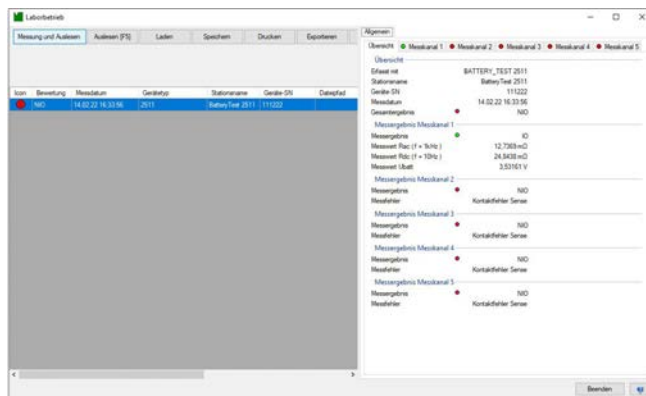 Laborbetrieb
Messung und Auslesen Auslesen [F5] Laden Speichern Drucken Exportieren
Icon Bewertung Messdatum Gerätetyp Stationsname Geräte-SN Dateipfad
NIO 14.02.22 16:33:56 2511 BatteryTest 2511 111222
Allgemein
Übersicht Messkanal 1 Messkanal 2 Messkanal 3 Messkanal 4 Messkanal 5
Übersicht
Erfasst mit BATTERY_TEST 2511
Stationsname BatteryTest 2511
Geräte-SN 111222
Messdatum 14.02.22 16:33:56
Gesamtergebnis NIO
Messergebnis Messkanal 1
Messergebnis IO
Messwert Rac (f = 1kHz) 12,7369 mΩ
Messwert Rdc (f = 10Hz) 24,8438 mΩ
Messwert Ubatt 3,53161 V
Messergebnis Messkanal 2
Messergebnis NIO
Messfehler Kontaktfehler Sense
Messergebnis Messkanal 3
Messergebnis NIO
Messfehler Kontaktfehler Sense
Messergebnis Messkanal 4
Messergebnis NIO
Messfehler Kontaktfehler Sense
Messergebnis Messkanal 5
Messergebnis NIO
Messfehler Kontaktfehler Sense
Beenden